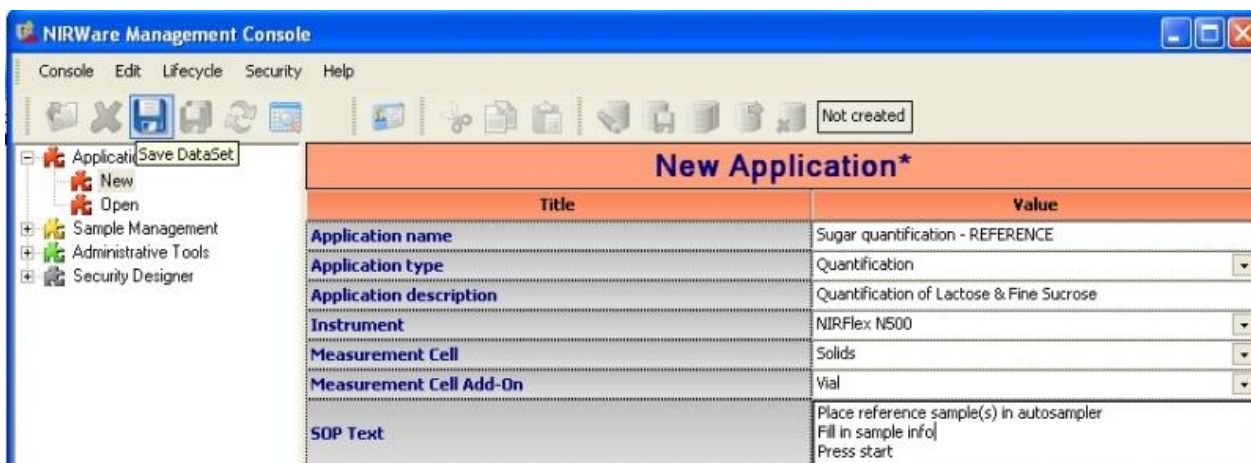 NIRWare Management Console
Console Edit Lifecycle Security Help
Not created
Save DataSet
New
Open
Sample Management
Administrative Tools
Security Designer
New Application*
Title Value
Application name Sugar quantification - REFERENCE
Application type Quantification
Application description Quantification of Lactose & Fine Sucrose
Instrument NIRFlex N500
Measurement Cell Solids
Measurement Cell Add-On Vial
SOP Text
Place reference sample(s) in autosampler
Fill in sample info
Press start